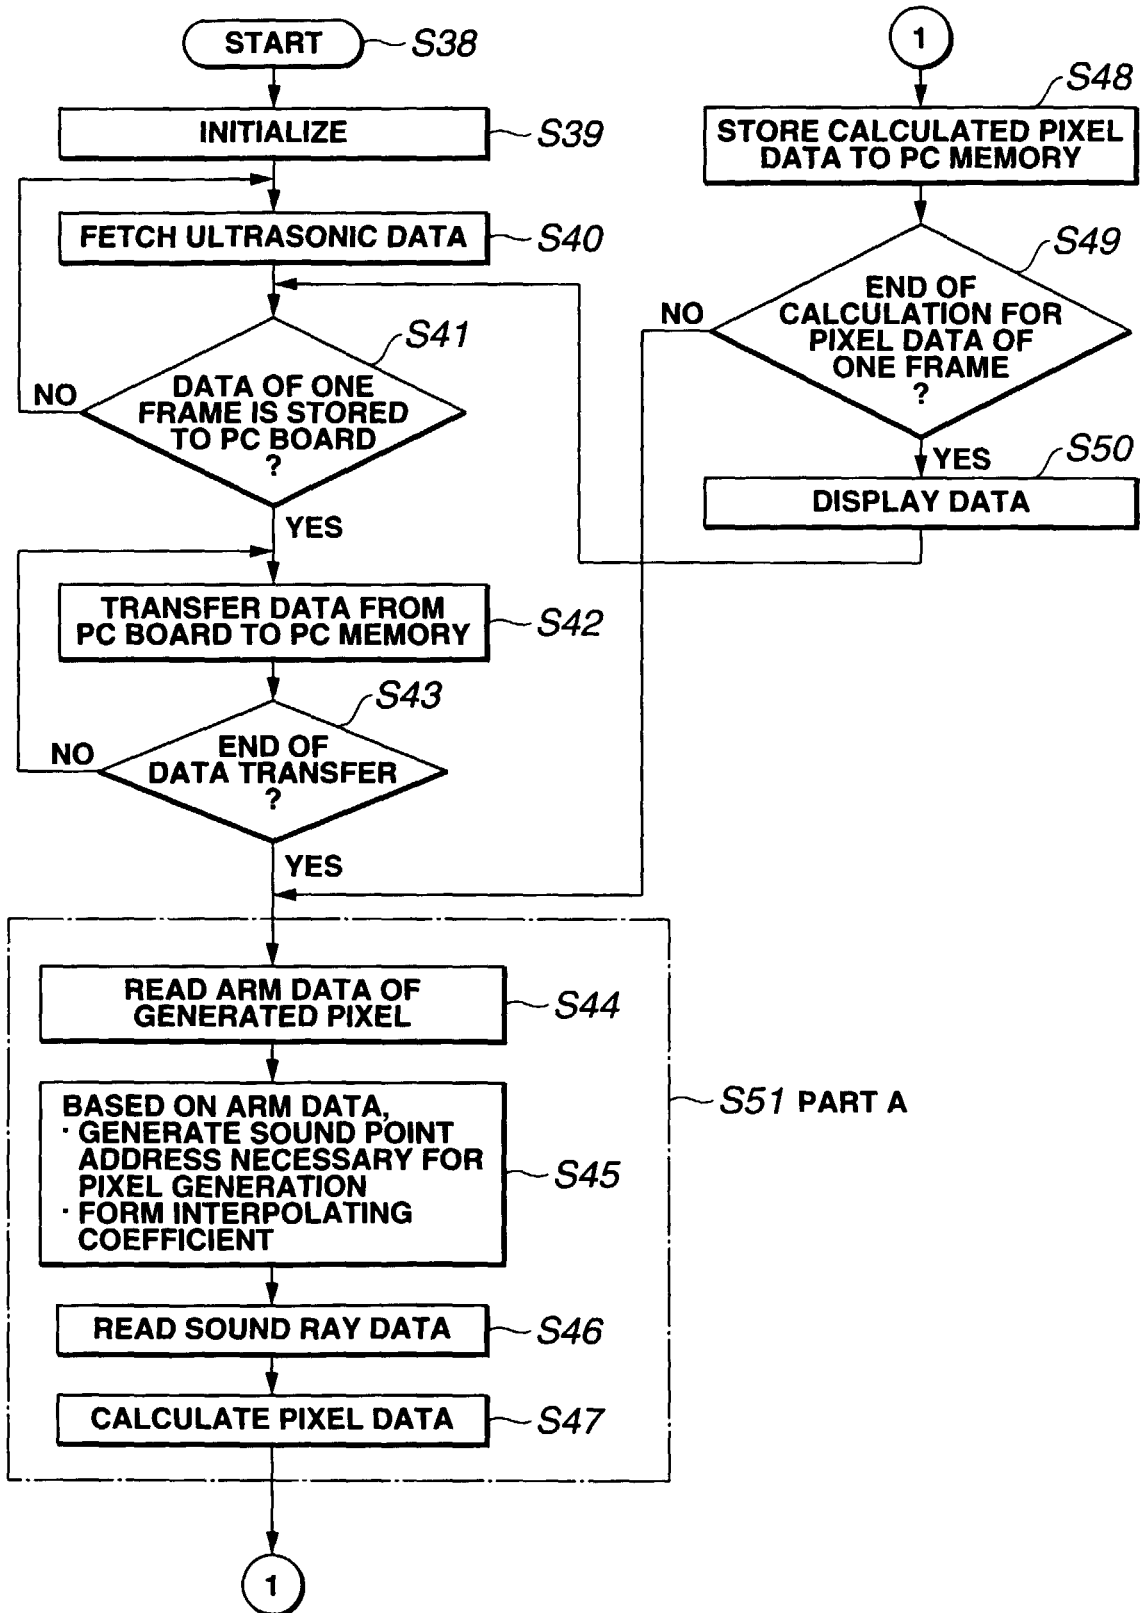 START
S38
INITIALIZE
S39
FETCH ULTRASONIC DATA
S40
S41
DATA OF ONE
FRAME IS STORED
TO PC BOARD
?
NO
YES
TRANSFER DATA FROM
PC BOARD TO PC MEMORY
S42
S43
END OF
DATA TRANSFER
?
NO
YES
READ ARM DATA OF
GENERATED PIXEL
S44
BASED ON ARM DATA,
· GENERATE SOUND POINT
ADDRESS NECESSARY FOR
PIXEL GENERATION
· FORM INTERPOLATING
COEFFICIENT
S45
READ SOUND RAY DATA
S46
CALCULATE PIXEL DATA
S47
S51 PART A
1
1
S48
STORE CALCULATED PIXEL
DATA TO PC MEMORY
S49
END OF
CALCULATION FOR
PIXEL DATA OF
ONE FRAME
?
NO
YES
S50
DISPLAY DATA